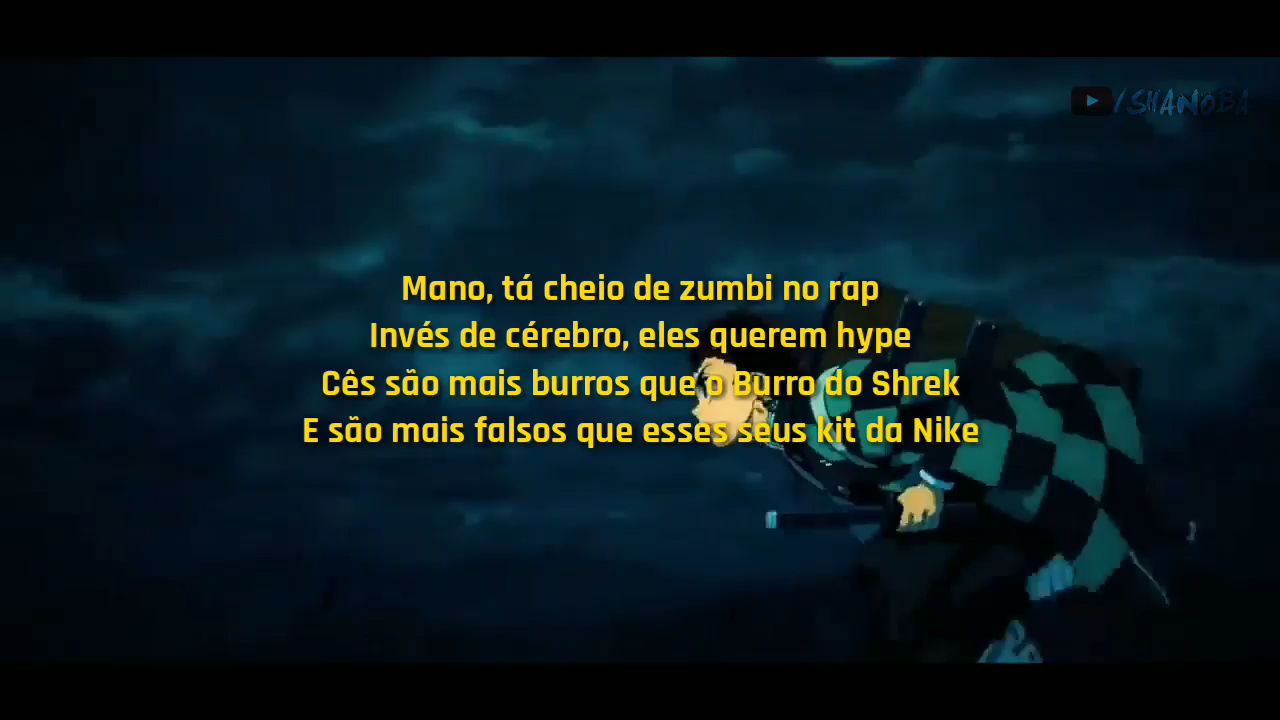 /SHANOBA
Mano, tá cheio de zumbi no rap
Invés de cérebro, eles querem hype
Cês são mais burros que o Burro do Shrek
E são mais falsos que esses seus kit da Nike